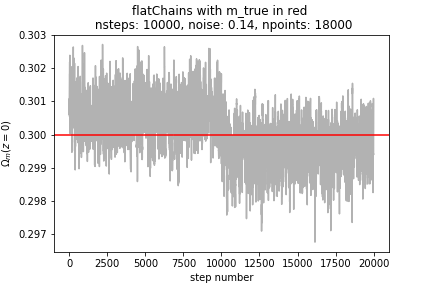 flatChains with m_true in red
nsteps: 10000, noise: 0.14, npoints: 18000
0.303
0.302
0.301
0.300
0.299
0.298
0.297
Ωm(z = 0)
0 2500 5000 7500 10000 12500 15000 17500 20000
step number